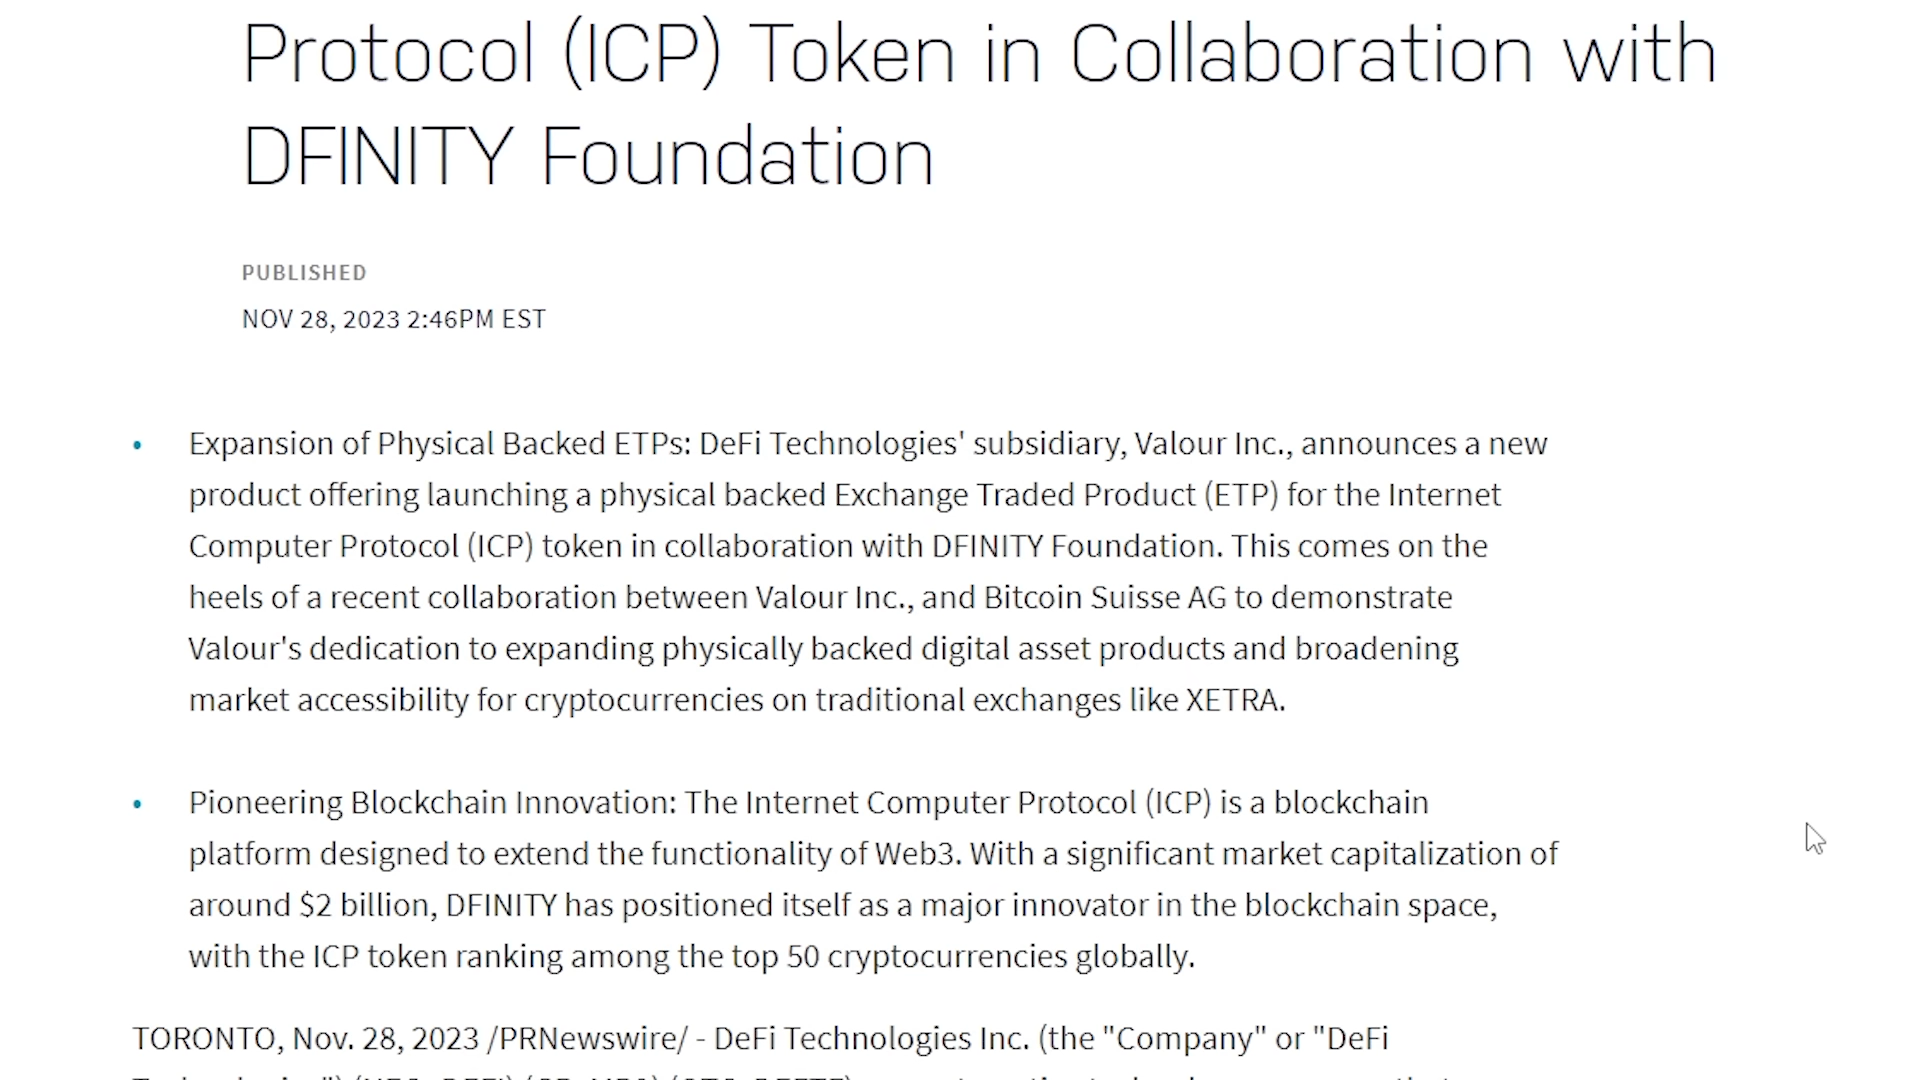 Protocol (ICP) Token in Collaboration with
DFINITY Foundation
PUBLISHED
NOV 28, 2023 2:46PM EST
• Expansion of Physical Backed ETPs: DeFi Technologies' subsidiary, Valour Inc., announces a new
product offering launching a physical backed Exchange Traded Product (ETP) for the Internet
Computer Protocol (ICP) token in collaboration with DFINITY Foundation. This comes on the
heels of a recent collaboration between Valour Inc., and Bitcoin Suisse AG to demonstrate
Valour's dedication to expanding physically backed digital asset products and broadening
market accessibility for cryptocurrencies on traditional exchanges like XETRA.
• Pioneering Blockchain Innovation: The Internet Computer Protocol (ICP) is a blockchain
platform designed to extend the functionality of Web3. With a significant market capitalization of
around $2 billion, DFINITY has positioned itself as a major innovator in the blockchain space,
with the ICP token ranking among the top 50 cryptocurrencies globally.
TORONTO, Nov. 28, 2023 /PRNewswire/ - DeFi Technologies Inc. (the "Company" or "DeFi